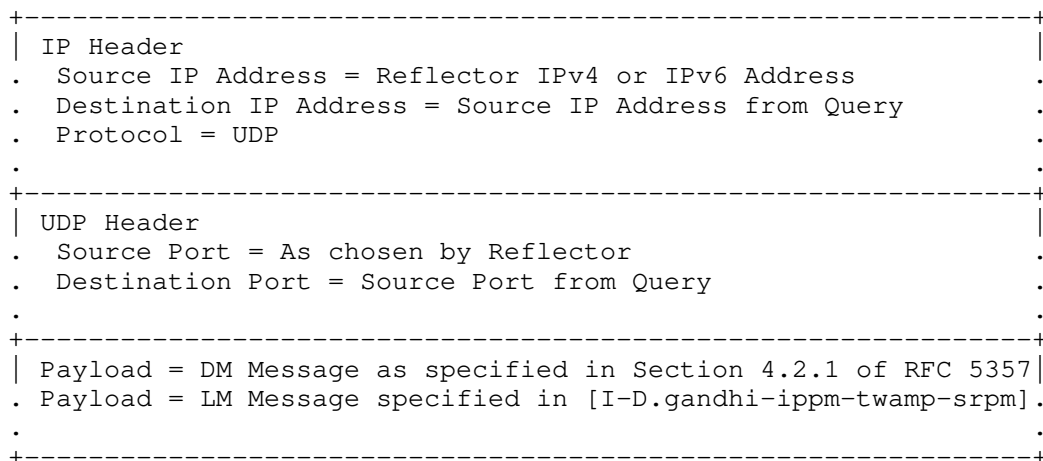 +---------------------------------------------------------------+
| IP Header                                                     |
.  Source IP Address = Reflector IPv4 or IPv6 Address           .
.  Destination IP Address = Source IP Address from Query        .
.  Protocol = UDP                                               .
.                                                               .
+---------------------------------------------------------------+
| UDP Header                                                    |
.  Source Port = As chosen by Reflector                         .
.  Destination Port = Source Port from Query                    .
.                                                               .
+---------------------------------------------------------------+
| Payload = DM Message as specified in Section 4.2.1 of RFC 5357|
. Payload = LM Message specified in [I-D.gandhi-ippm-twamp-srpm].
.                                                               .
+---------------------------------------------------------------+